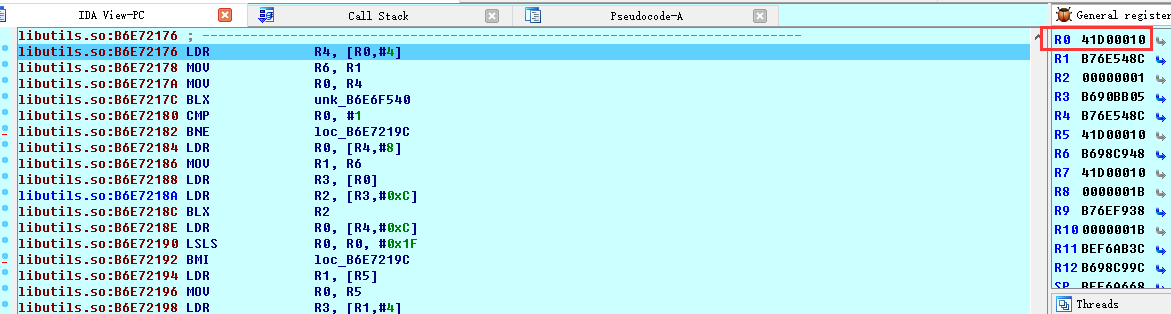 IDA View-PC Call Stack Pseudocode-A General register
libutils.so:B6E72176 ; ---------------------------------------------------------------------------
libutils.so:B6E72176 LDR R4, [R0,#4]
libutils.so:B6E72178 MOV R6, R1
libutils.so:B6E7217A MOV R0, R4
libutils.so:B6E7217C BLX unk_B6E6F540
libutils.so:B6E72180 CMP R0, #1
libutils.so:B6E72182 BNE loc_B6E7219C
libutils.so:B6E72184 LDR R0, [R4,#8]
libutils.so:B6E72186 MOV R1, R6
libutils.so:B6E72188 LDR R3, [R0]
libutils.so:B6E7218A LDR R2, [R3,#0xC]
libutils.so:B6E7218C BLX R2
libutils.so:B6E7218E LDR R0, [R4,#0xC]
libutils.so:B6E72190 LSLS R0, R0, #0x1F
libutils.so:B6E72192 BMI loc_B6E7219C
libutils.so:B6E72194 LDR R1, [R5]
libutils.so:B6E72196 MOV R0, R5
libutils.so:B6E72198 LDR R3, [R1,#4]
R0 41D00010
R1 B76E548C
R2 00000001
R3 B690BB05
R4 B76E548C
R5 41D00010
R6 B698C948
R7 41D00010
R8 0000001B
R9 B76EF938
R10 0000001B
R11 BEF6AB3C
R12 B698C99C
SP BEF6A668
Threads